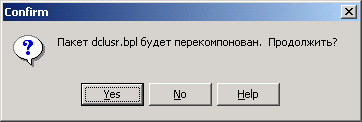 Confirm
Пакет dclusr.bpl будет перекомпонован. Продолжить?
Yes
No
Help